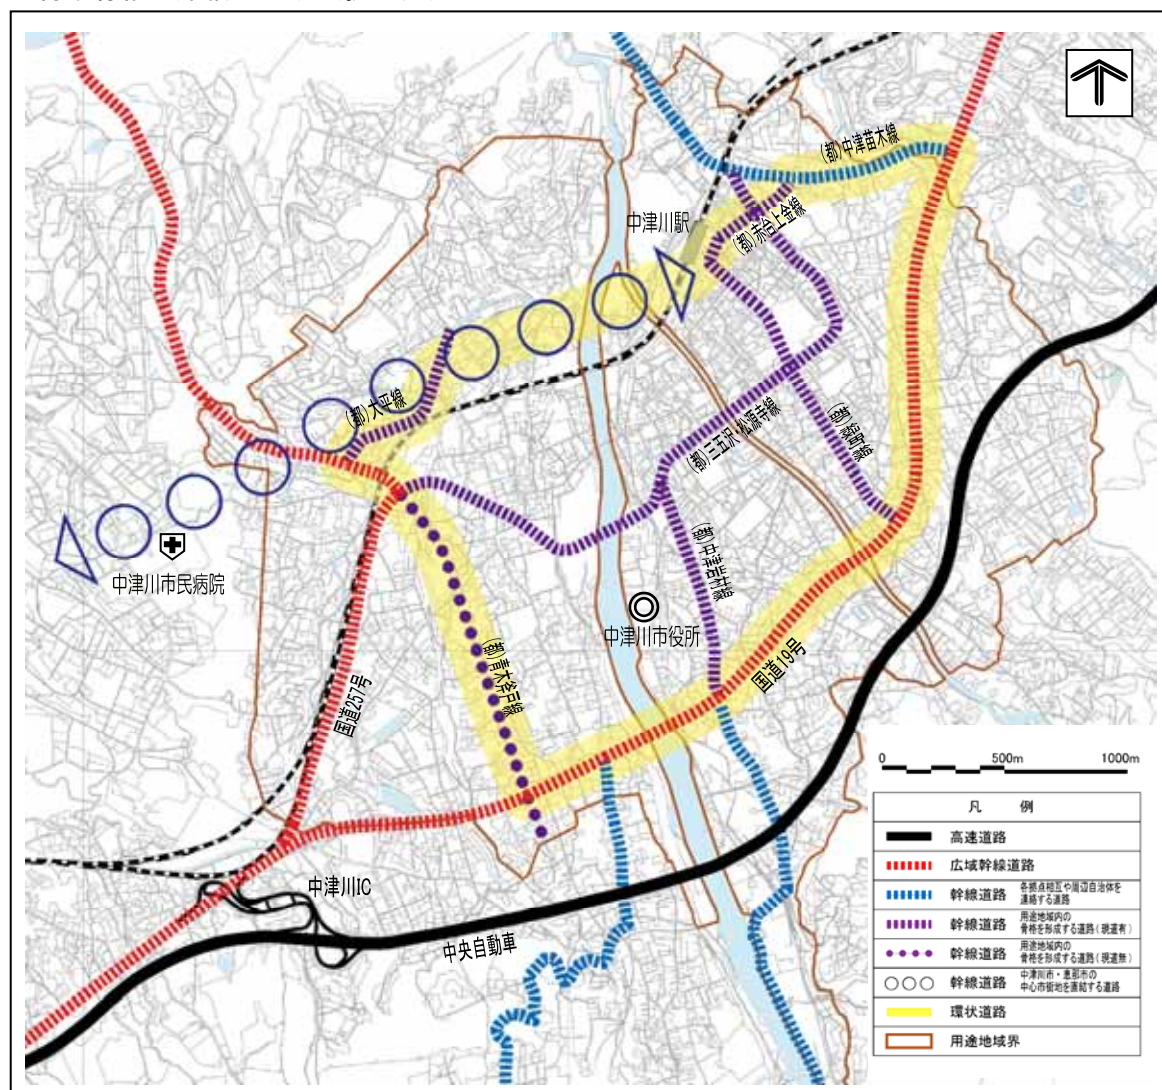 (都)中津苗木線
中津川駅
(都)赤台上金線
(都)大平線
(都)三五沢・松源寺線
(都)緑町線
中津川市民病院
(都)中津岩村線
中津川市役所
国道19号
(都)青木斧戸線
国道257号
中津川IC
中央自動車
0 500m 1000m
凡 例
高速道路
広域幹線道路
幹線道路 各拠点相互や周辺自治体を
連絡する道路
幹線道路 用途地域内の
骨格を形成する道路(現道有)
幹線道路 用途地域内の
骨格を形成する道路(現道無)
幹線道路 中津川市・恵那市の
中心市街地を直結する道路
環状道路
用途地域界